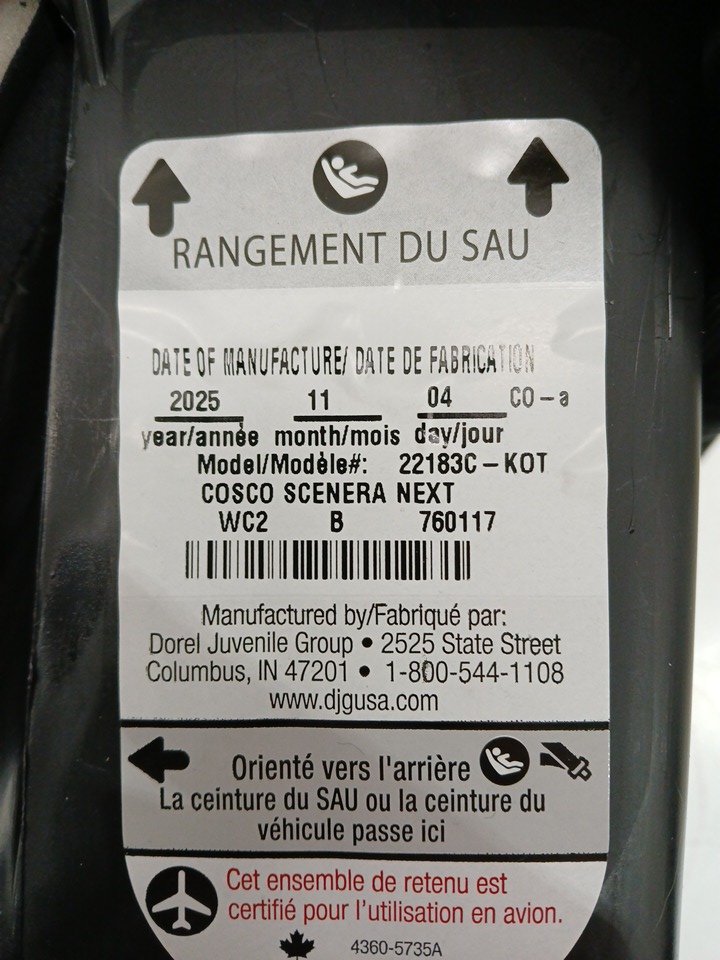 RANGEMENT DU SAU
DATE OF MANUFACTURE/ DATE DE FABRICATION
2025 11 04 CO-a
year/année month/mois day/jour
Model/Modèle#: 22183C-KOT
COSCO SCENERA NEXT
WC2 B 760117
Manufactured by/Fabriqué par:
Dorel Juvenile Group • 2525 State Street
Columbus, IN 47201 • 1-800-544-1108
www.djgusa.com
Orienté vers l'arrière
La ceinture du SAU ou la ceinture du
véhicule passe ici
Cet ensemble de retenu est
certifié pour l'utilisation en avion.
4360-5735A